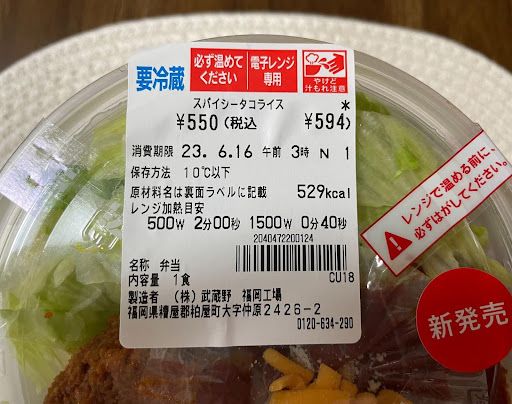 要冷蔵
必ず温めて
ください
電子レンジ
専用
やけど
汁もれ注意
スパイシータコライス *
¥550(税込 ¥594)
消費期限 23. 6.16 午前 3時 N 1
保存方法 10℃以下
原材料名は裏面ラベルに記載 529kcal
レンジ加熱目安
500W 2分00秒 1500W 0分40秒
2040472200124
名称 弁当
CU18
内容量 1食
製造者 (株)武蔵野 福岡工場
福岡県糟屋郡粕屋町大字仲原2426-2
0120-634-290
レンジで温める前に、
必ずはがしてください。
新発売